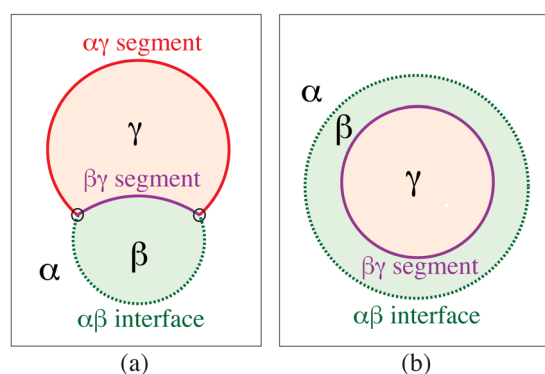 αγ segment
γ
βγ segment
α
β
αβ interface
(a)
α
β
γ
βγ segment
αβ interface
(b)